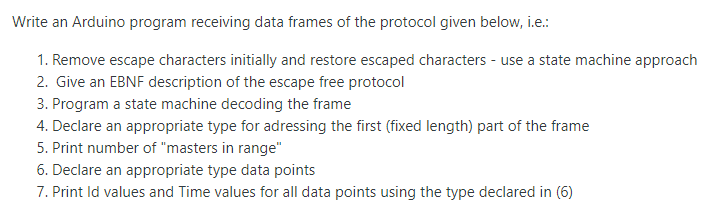 Write an Arduino program receiving data frames of the protocol given below, i.e.:
1. Remove escape characters initially and restore escaped characters - use a state machine approach
2. Give an EBNF description of the escape free protocol
3. Program a state machine decoding the frame
4. Declare an appropriate type for adressing the first (fixed length) part of the frame
5. Print number of "masters in range"
6. Declare an appropriate type data points
7. Print Id values and Time values for all data points using the type declared in (6)